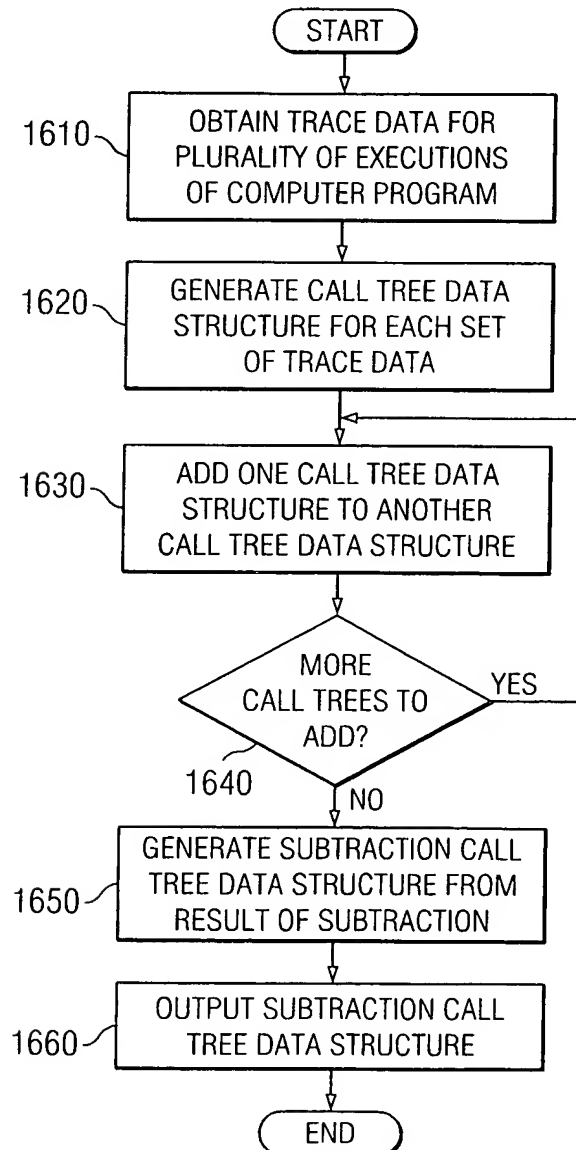 START
1610
OBTAIN TRACE DATA FOR
PLURALITY OF EXECUTIONS
OF COMPUTER PROGRAM
1620
GENERATE CALL TREE DATA
STRUCTURE FOR EACH SET
OF TRACE DATA
1630
ADD ONE CALL TREE DATA
STRUCTURE TO ANOTHER
CALL TREE DATA STRUCTURE
MORE
CALL TREES TO
ADD?
YES
1640
NO
1650
GENERATE SUBTRACTION CALL
TREE DATA STRUCTURE FROM
RESULT OF SUBTRACTION
1660
OUTPUT SUBTRACTION CALL
TREE DATA STRUCTURE
END